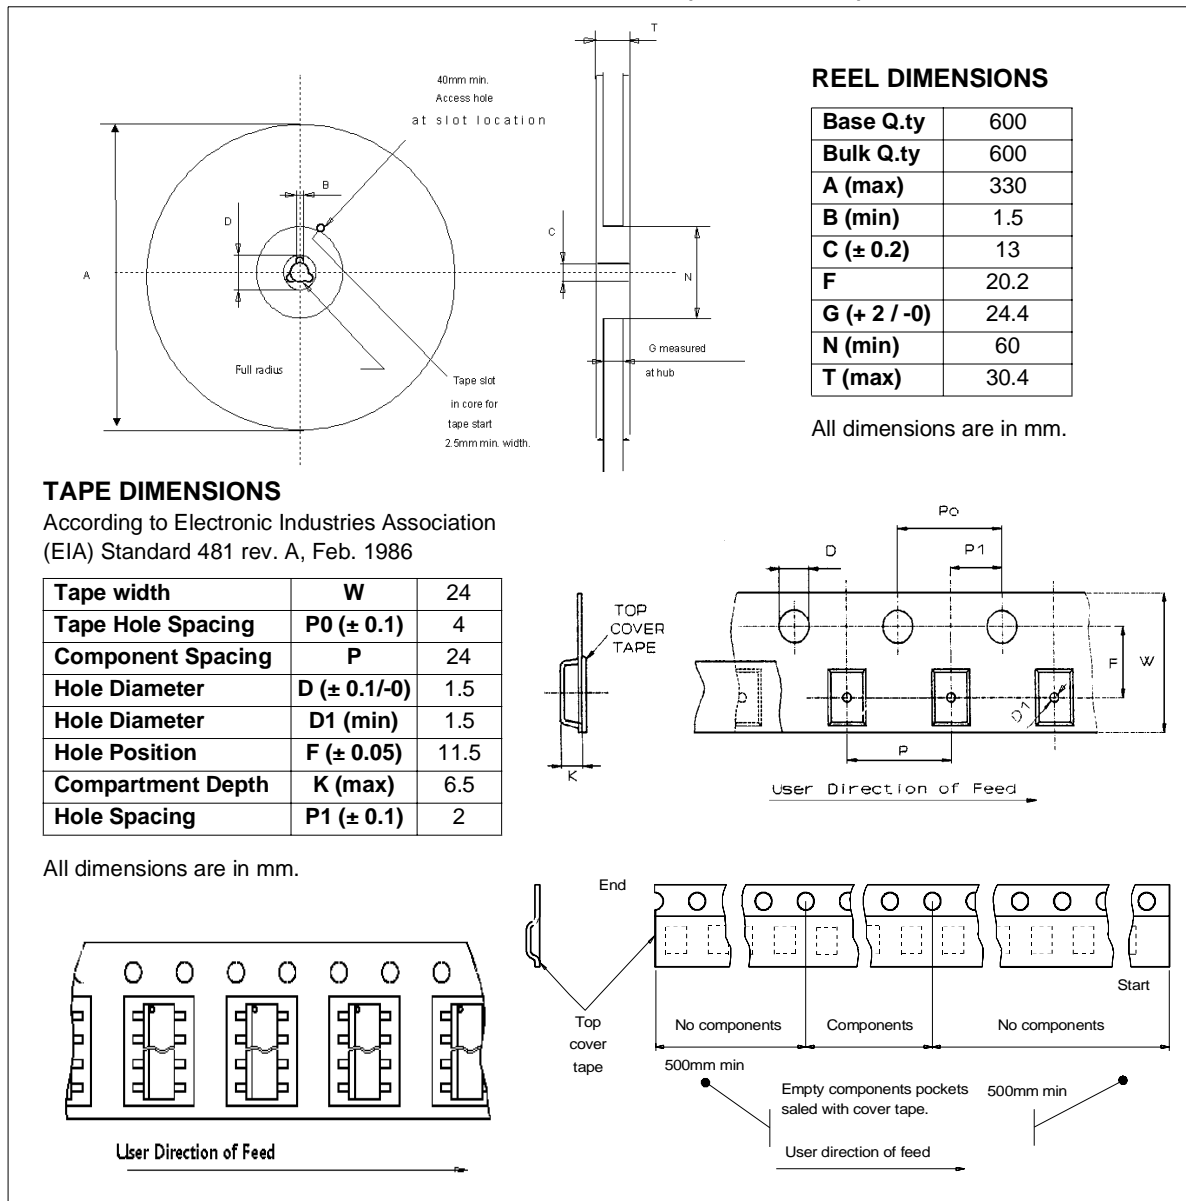 T
40mm min.
Access hole
at slot location
B
D
C
A
N
Full radius
G measured
at hub
Tape slot
in core for
tape start
2.5mm min. width.
REEL DIMENSIONS
Base Q.ty 600
Bulk Q.ty 600
A (max) 330
B (min) 1.5
C (± 0.2) 13
F 20.2
G (+ 2 / -0) 24.4
N (min) 60
T (max) 30.4
All dimensions are in mm.
TAPE DIMENSIONS
According to Electronic Industries Association
(EIA) Standard 481 rev. A, Feb. 1986
Tape width W 24
Tape Hole Spacing P0 (± 0.1) 4
Component Spacing P 24
Hole Diameter D (± 0.1/-0) 1.5
Hole Diameter D1 (min) 1.5
Hole Position F (± 0.05) 11.5
Compartment Depth K (max) 6.5
Hole Spacing P1 (± 0.1) 2
All dimensions are in mm.
Po
D
P1
TOP
COVER
TAPE
F
W
D1
P
K
User Direction of Feed
End
Start
Top
cover
tape
No components
Components
No components
500mm min
Empty components pockets
saled with cover tape.
500mm min
User direction of feed
User Direction of Feed